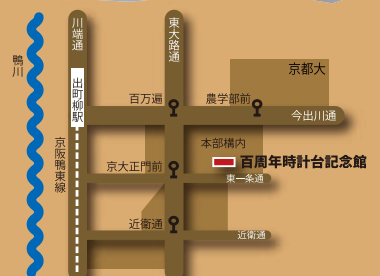 川端通
東大路通
鴨川
京都大
出町柳駅
百万遍
農学部前
今出川通
本部構内
京阪鴨東線
京大正門前
百周年時計台記念館
東一条通
近衛通
近衛通